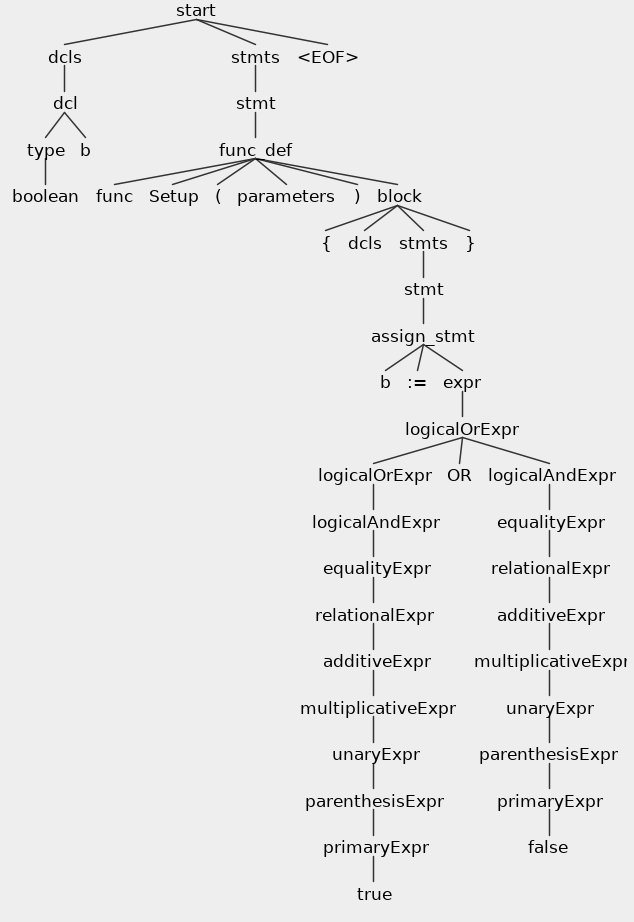 start
dcls stmts <EOF>
dcl stmt
type b func_def
boolean func Setup ( parameters ) block
{ dcls stmts }
stmt
assign_stmt
b := expr
logicalOrExpr
logicalOrExpr OR logicalAndExpr
logicalAndExpr equalityExpr
equalityExpr relationalExpr
relationalExpr additiveExpr
additiveExpr multiplicativeExpr
multiplicativeExpr unaryExpr
unaryExpr parenthesisExpr
parenthesisExpr primaryExpr
primaryExpr false
true